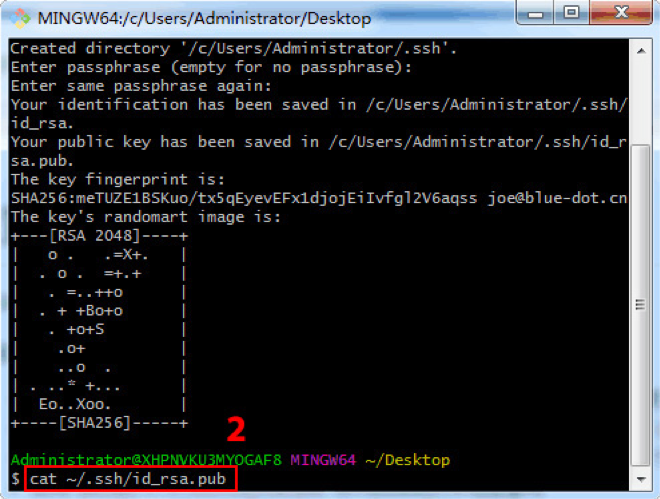 MINGW64:/c/Users/Administrator/Desktop
Created directory '/c/Users/Administrator/.ssh'.
Enter passphrase (empty for no passphrase):
Enter same passphrase again:
Your identification has been saved in /c/Users/Administrator/.ssh/
id_rsa.
Your public key has been saved in /c/Users/Administrator/.ssh/id_r
sa.pub.
The key fingerprint is:
SHA256:meTUZE1BSKuo/tx5qEyevEFx1djojEiIvfgl2V6aqss joe@blue-dot.cn
The key's randomart image is:
+---[RSA 2048]----+
|   o .   .=X+.   |
|  . o .  =+.+    |
|   . =..++o      |
|  . + +Bo+o      |
|   . +o+S        |
|    .o+          |
|    ..o  .       |
| . ..* +...      |
|  Eo..Xoo.       |
+----[SHA256]-----+
2
Administrator@XHPNVKU3MYOGAF8 MINGW64 ~/Desktop
$ cat ~/.ssh/id_rsa.pub